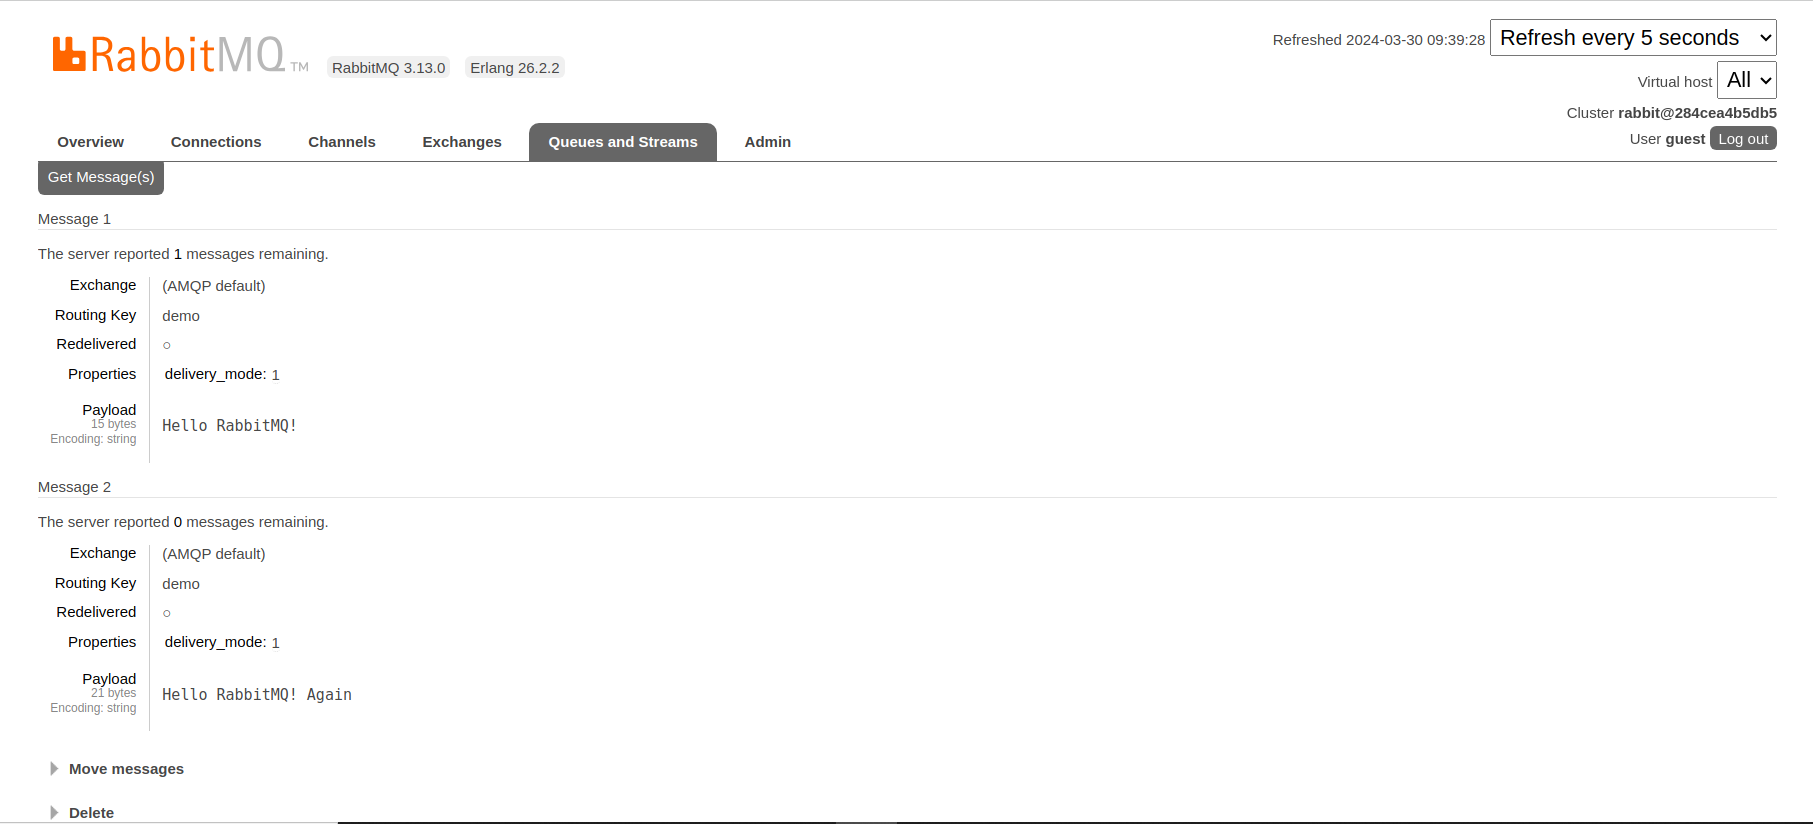 RabbitMQ TM RabbitMQ 3.13.0 Erlang 26.2.2
Refreshed 2024-03-30 09:39:28 Refresh every 5 seconds
Virtual host All
Cluster rabbit@284cea4b5db5
User guest Log out
Overview Connections Channels Exchanges Queues and Streams Admin
Get Message(s)
Message 1
The server reported 1 messages remaining.
Exchange (AMQP default)
Routing Key demo
Redelivered ○
Properties delivery_mode: 1
Payload
15 bytes
Encoding: string
Hello RabbitMQ!
Message 2
The server reported 0 messages remaining.
Exchange (AMQP default)
Routing Key demo
Redelivered ○
Properties delivery_mode: 1
Payload
21 bytes
Encoding: string
Hello RabbitMQ! Again
Move messages
Delete